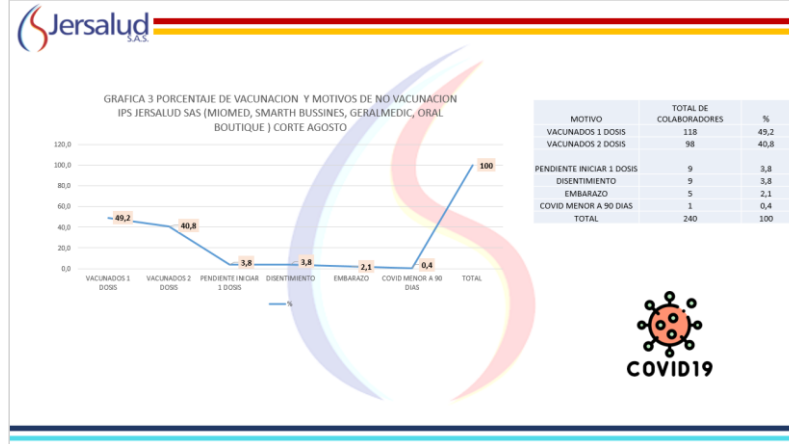 Jersalud
S.A.S.
GRAFICA 3 PORCENTAJE DE VACUNACION Y MOTIVOS DE NO VACUNACION
IPS JERSALUD SAS (MIOMED, SMARTH BUSSINES, GERALMEDIC, ORAL
BOUTIQUE ) CORTE AGOSTO
120,0
100,0
80,0
60,0
40,0
20,0
0,0
49,2
40,8
3,8
3,8
2,1
0,4
100
VACUNADOS 1
DOSIS
VACUNADOS 2
DOSIS
PENDIENTE INICIAR
1 DOSIS
DISENTIMIENTO
EMBARAZO
COVID MENOR A 90
DIAS
TOTAL
%
MOTIVO TOTAL DE COLABORADORES %
VACUNADOS 1 DOSIS 118 49,2
VACUNADOS 2 DOSIS 98 40,8
PENDIENTE INICIAR 1 DOSIS 9 3,8
DISENTIMIENTO 9 3,8
EMBARAZO 5 2,1
COVID MENOR A 90 DIAS 1 0,4
TOTAL 240 100
COVID19